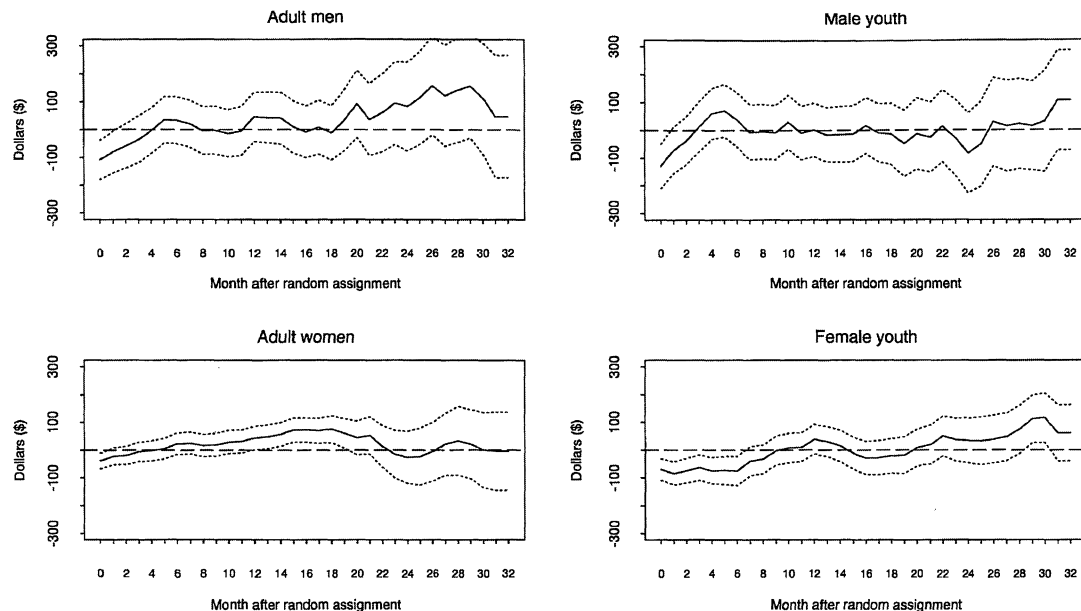 Adult men
Dollars ($)
300
100
-100
-300
0 2 4 6 8 10 12 14 16 18 20 22 24 26 28 30 32
Month after random assignment
Male youth
Dollars ($)
300
100
-100
-300
0 2 4 6 8 10 12 14 16 18 20 22 24 26 28 30 32
Month after random assignment
Adult women
Dollars ($)
300
100
-100
-300
0 2 4 6 8 10 12 14 16 18 20 22 24 26 28 30 32
Month after random assignment
Female youth
Dollars ($)
300
100
-100
-300
0 2 4 6 8 10 12 14 16 18 20 22 24 26 28 30 32
Month after random assignment